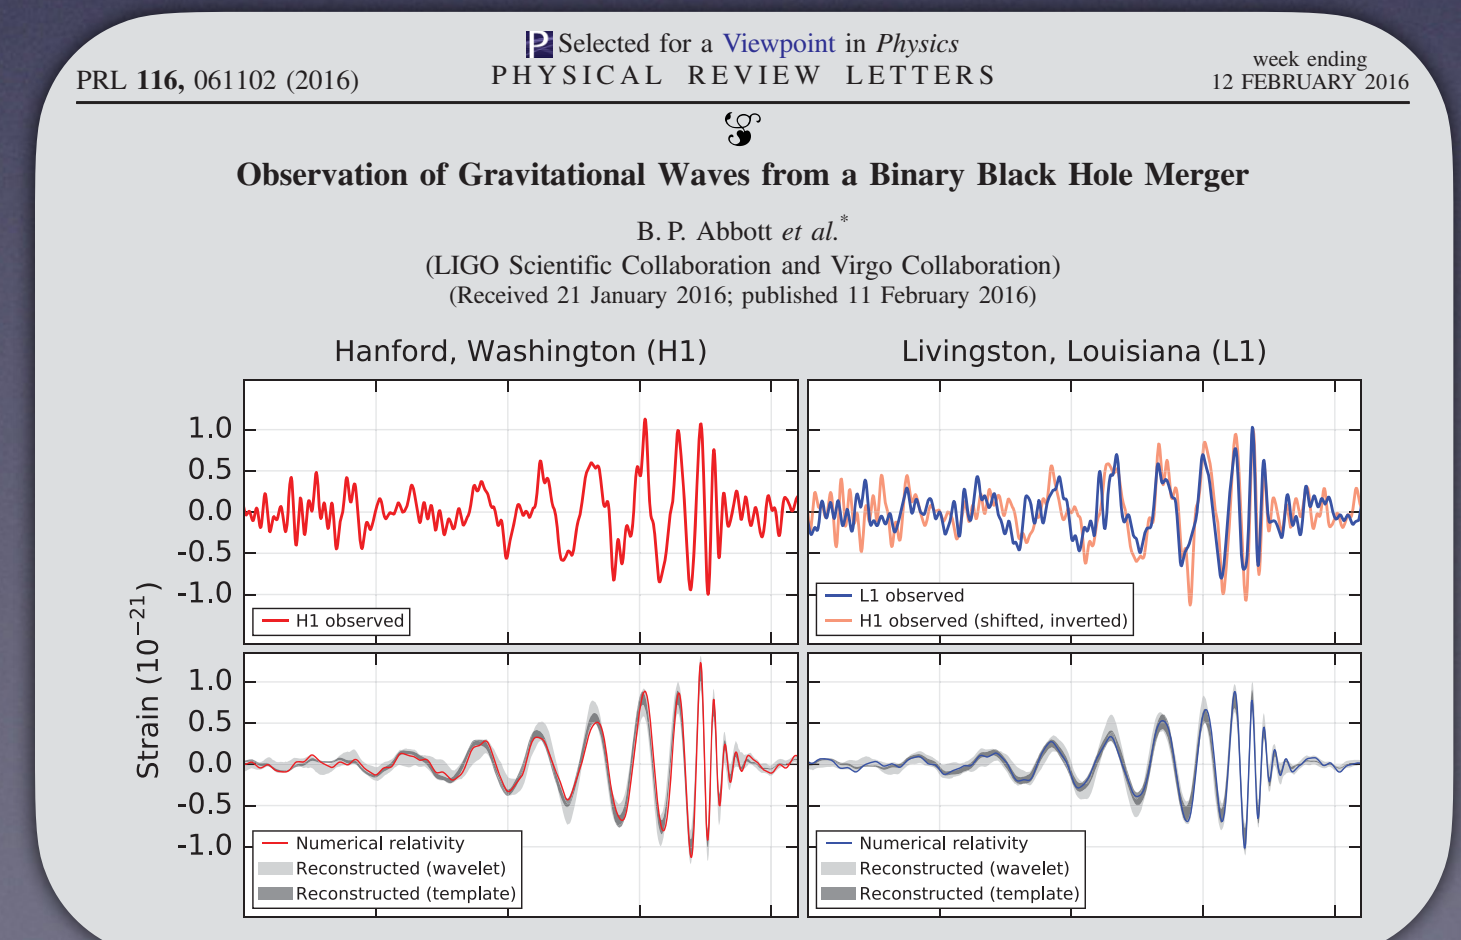 Selected for a Viewpoint in Physics
PRL 116, 061102 (2016)
PHYSICAL REVIEW LETTERS
week ending
12 FEBRUARY 2016
Observation of Gravitational Waves from a Binary Black Hole Merger
B. P. Abbott et al.*
(LIGO Scientific Collaboration and Virgo Collaboration)
(Received 21 January 2016; published 11 February 2016)
Hanford, Washington (H1)
Livingston, Louisiana (L1)
Strain (10⁻²¹)
1.0
0.5
0.0
-0.5
-1.0
H1 observed
L1 observed
H1 observed (shifted, inverted)
1.0
0.5
0.0
-0.5
-1.0
Numerical relativity
Reconstructed (wavelet)
Reconstructed (template)
Numerical relativity
Reconstructed (wavelet)
Reconstructed (template)